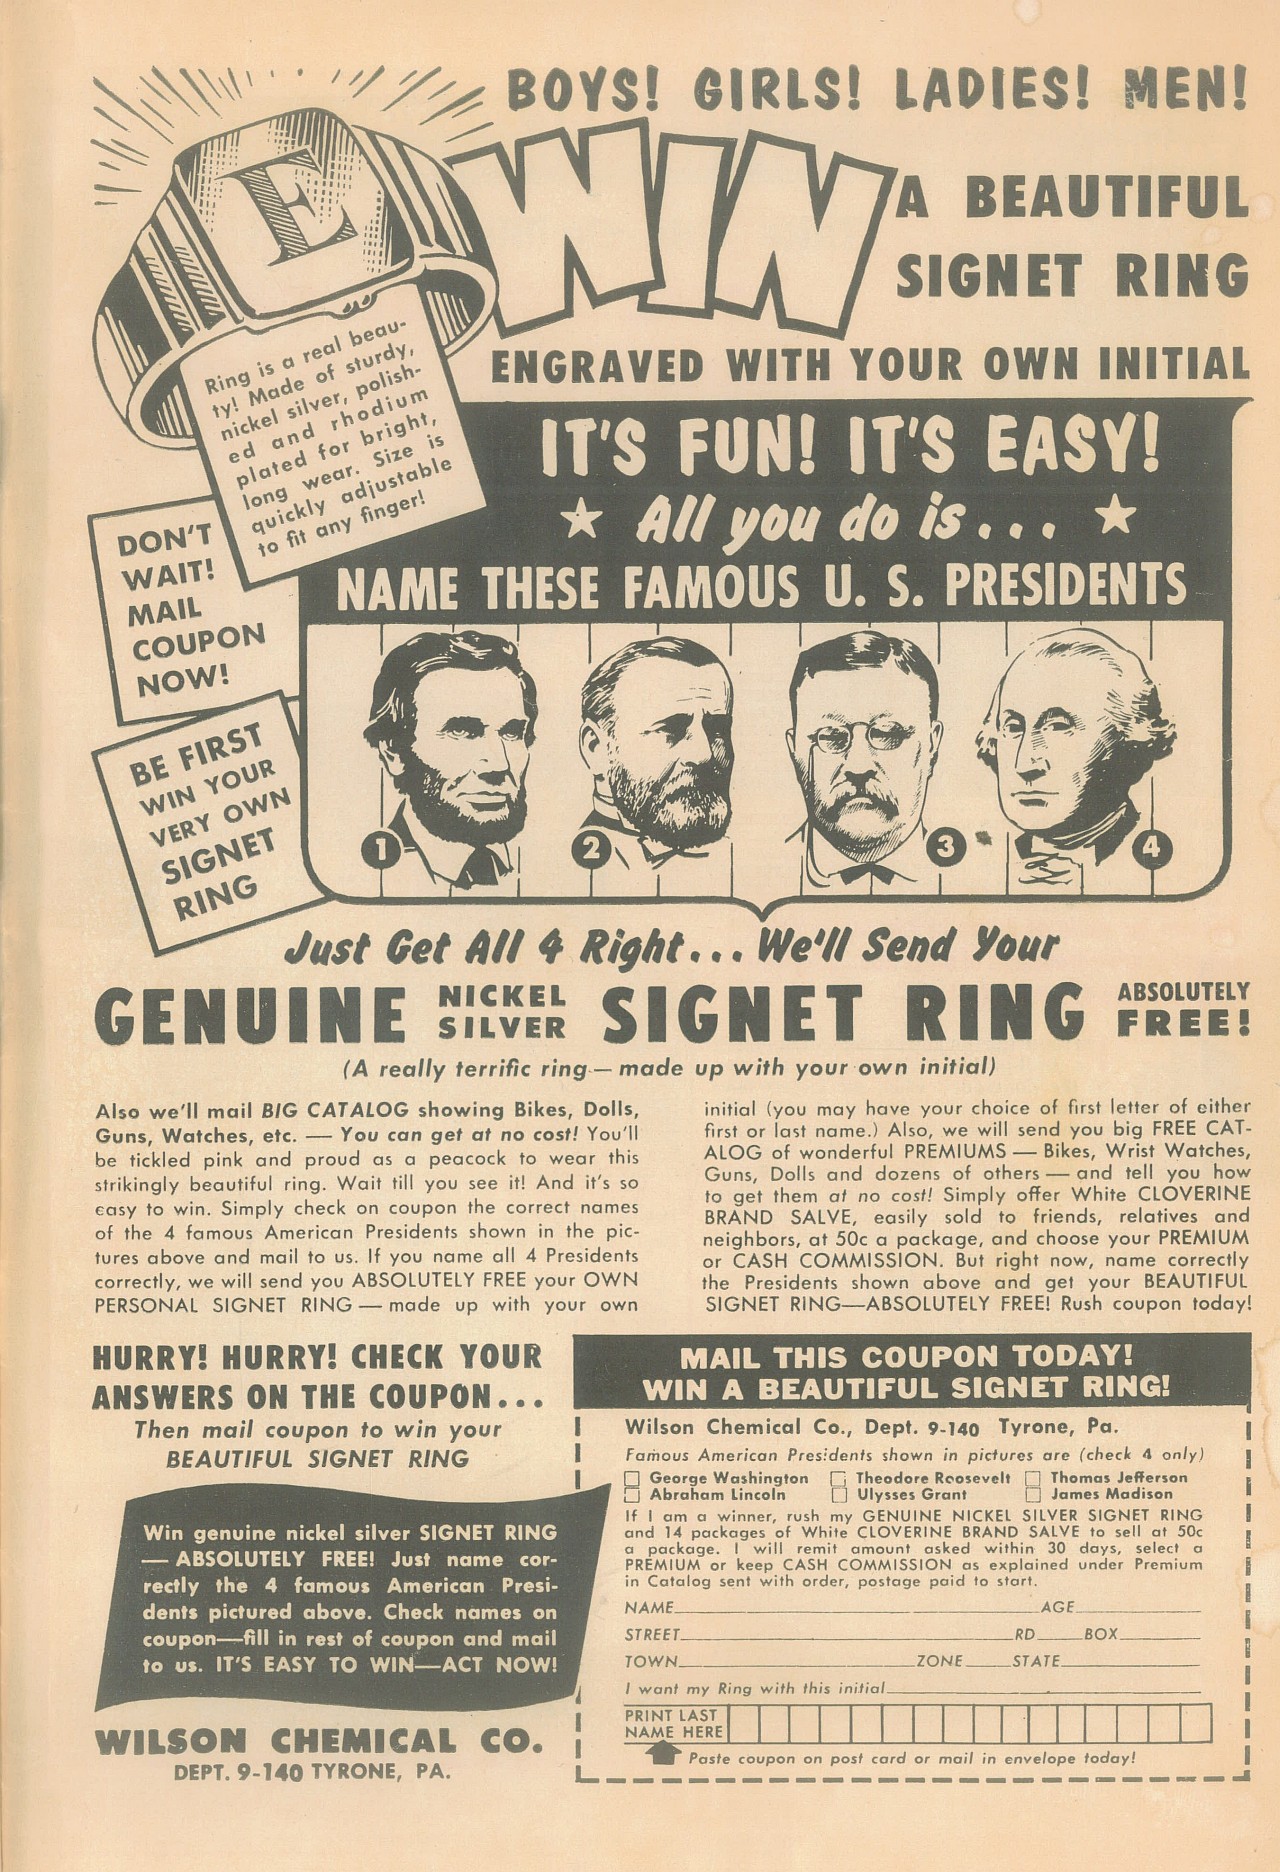 BOYS! GIRLS! LADIES! MEN!
E
WIN
A BEAUTIFUL
SIGNET RING
ENGRAVED WITH YOUR OWN INITIAL
Ring is a real beau-
ty! Made of sturdy,
nickel silver, polish-
ed and rhodium
plated for bright,
long wear. Size is
quickly adjustable
to fit any finger!
DON'T
WAIT!
MAIL
COUPON
NOW!
BE FIRST
WIN YOUR
VERY OWN
SIGNET
RING
IT'S FUN! IT'S EASY!
All you do is...
NAME THESE FAMOUS U. S. PRESIDENTS
1 2 3 4
Just Get All 4 Right... We'll Send Your
GENUINE NICKEL SILVER SIGNET RING ABSOLUTELY FREE!
(A really terrific ring — made up with your own initial)
Also we'll mail BIG CATALOG showing Bikes, Dolls,
Guns, Watches, etc. — You can get at no cost! You'll
be tickled pink and proud as a peacock to wear this
strikingly beautiful ring. Wait till you see it! And it's so
easy to win. Simply check on coupon the correct names
of the 4 famous American Presidents shown in the pic-
tures above and mail to us. If you name all 4 Presidents
correctly, we will send you ABSOLUTELY FREE your OWN
PERSONAL SIGNET RING — made up with your own
initial (you may have your choice of first letter of either
first or last name.) Also, we will send you big FREE CAT-
ALOG of wonderful PREMIUMS — Bikes, Wrist Watches,
Guns, Dolls and dozens of others — and tell you how
to get them at no cost! Simply offer White CLOVERINE
BRAND SALVE, easily sold to friends, relatives and
neighbors, at 50c a package, and choose your PREMIUM
or CASH COMMISSION. But right now, name correctly
the Presidents shown above and get your BEAUTIFUL
SIGNET RING—ABSOLUTELY FREE! Rush coupon today!
HURRY! HURRY! CHECK YOUR
ANSWERS ON THE COUPON...
Then mail coupon to win your
BEAUTIFUL SIGNET RING
Win genuine nickel silver SIGNET RING
— ABSOLUTELY FREE! Just name cor-
rectly the 4 famous American Presi-
dents pictured above. Check names on
coupon—fill in rest of coupon and mail
to us. IT'S EASY TO WIN—ACT NOW!
WILSON CHEMICAL CO.
DEPT. 9-140 TYRONE, PA.
MAIL THIS COUPON TODAY!
WIN A BEAUTIFUL SIGNET RING!
Wilson Chemical Co., Dept. 9-140 Tyrone, Pa.
Famous American Presidents shown in pictures are (check 4 only)
George Washington Theodore Roosevelt Thomas Jefferson
Abraham Lincoln Ulysses Grant James Madison
If I am a winner, rush my GENUINE NICKEL SILVER SIGNET RING
and 14 packages of White CLOVERINE BRAND SALVE to sell at 50c
a package. I will remit amount asked within 30 days, select a
PREMIUM or keep CASH COMMISSION as explained under Premium
in Catalog sent with order, postage paid to start.
NAME AGE
STREET RD BOX
TOWN ZONE STATE
I want my Ring with this initial
PRINT LAST
NAME HERE
Paste coupon on post card or mail in envelope today!